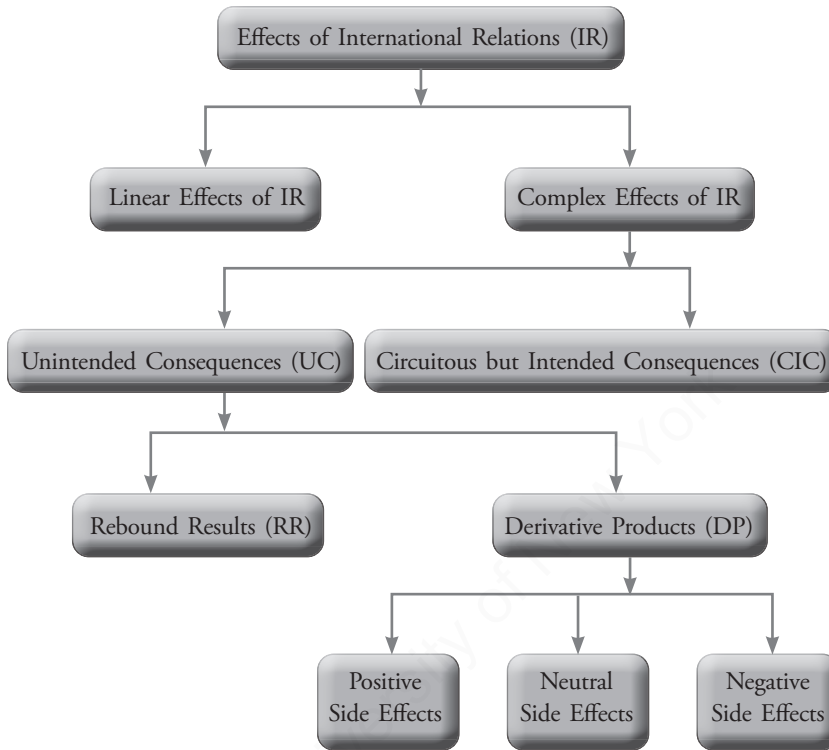 Effects of International Relations (IR)
Linear Effects of IR
Complex Effects of IR
Unintended Consequences (UC)
Circuitous but Intended Consequences (CIC)
Rebound Results (RR)
Derivative Products (DP)
Positive
Side Effects
Neutral
Side Effects
Negative
Side Effects